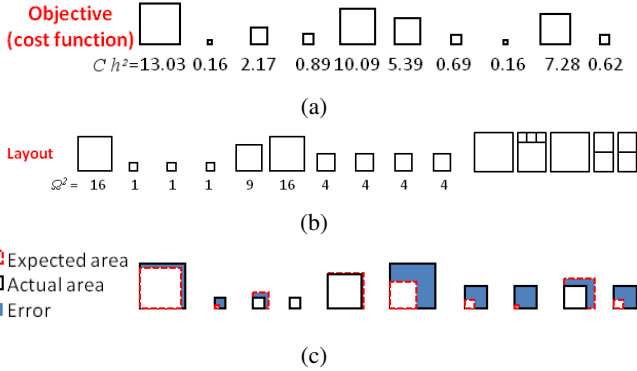 Objective
(cost function)
C h²=13.03 0.16 2.17 0.89 10.09 5.39 0.69 0.16 7.28 0.62
(a)
Layout
Ω² = 16 1 1 1 9 16 4 4 4 4
(b)
Expected area
Actual area
Error
(c)